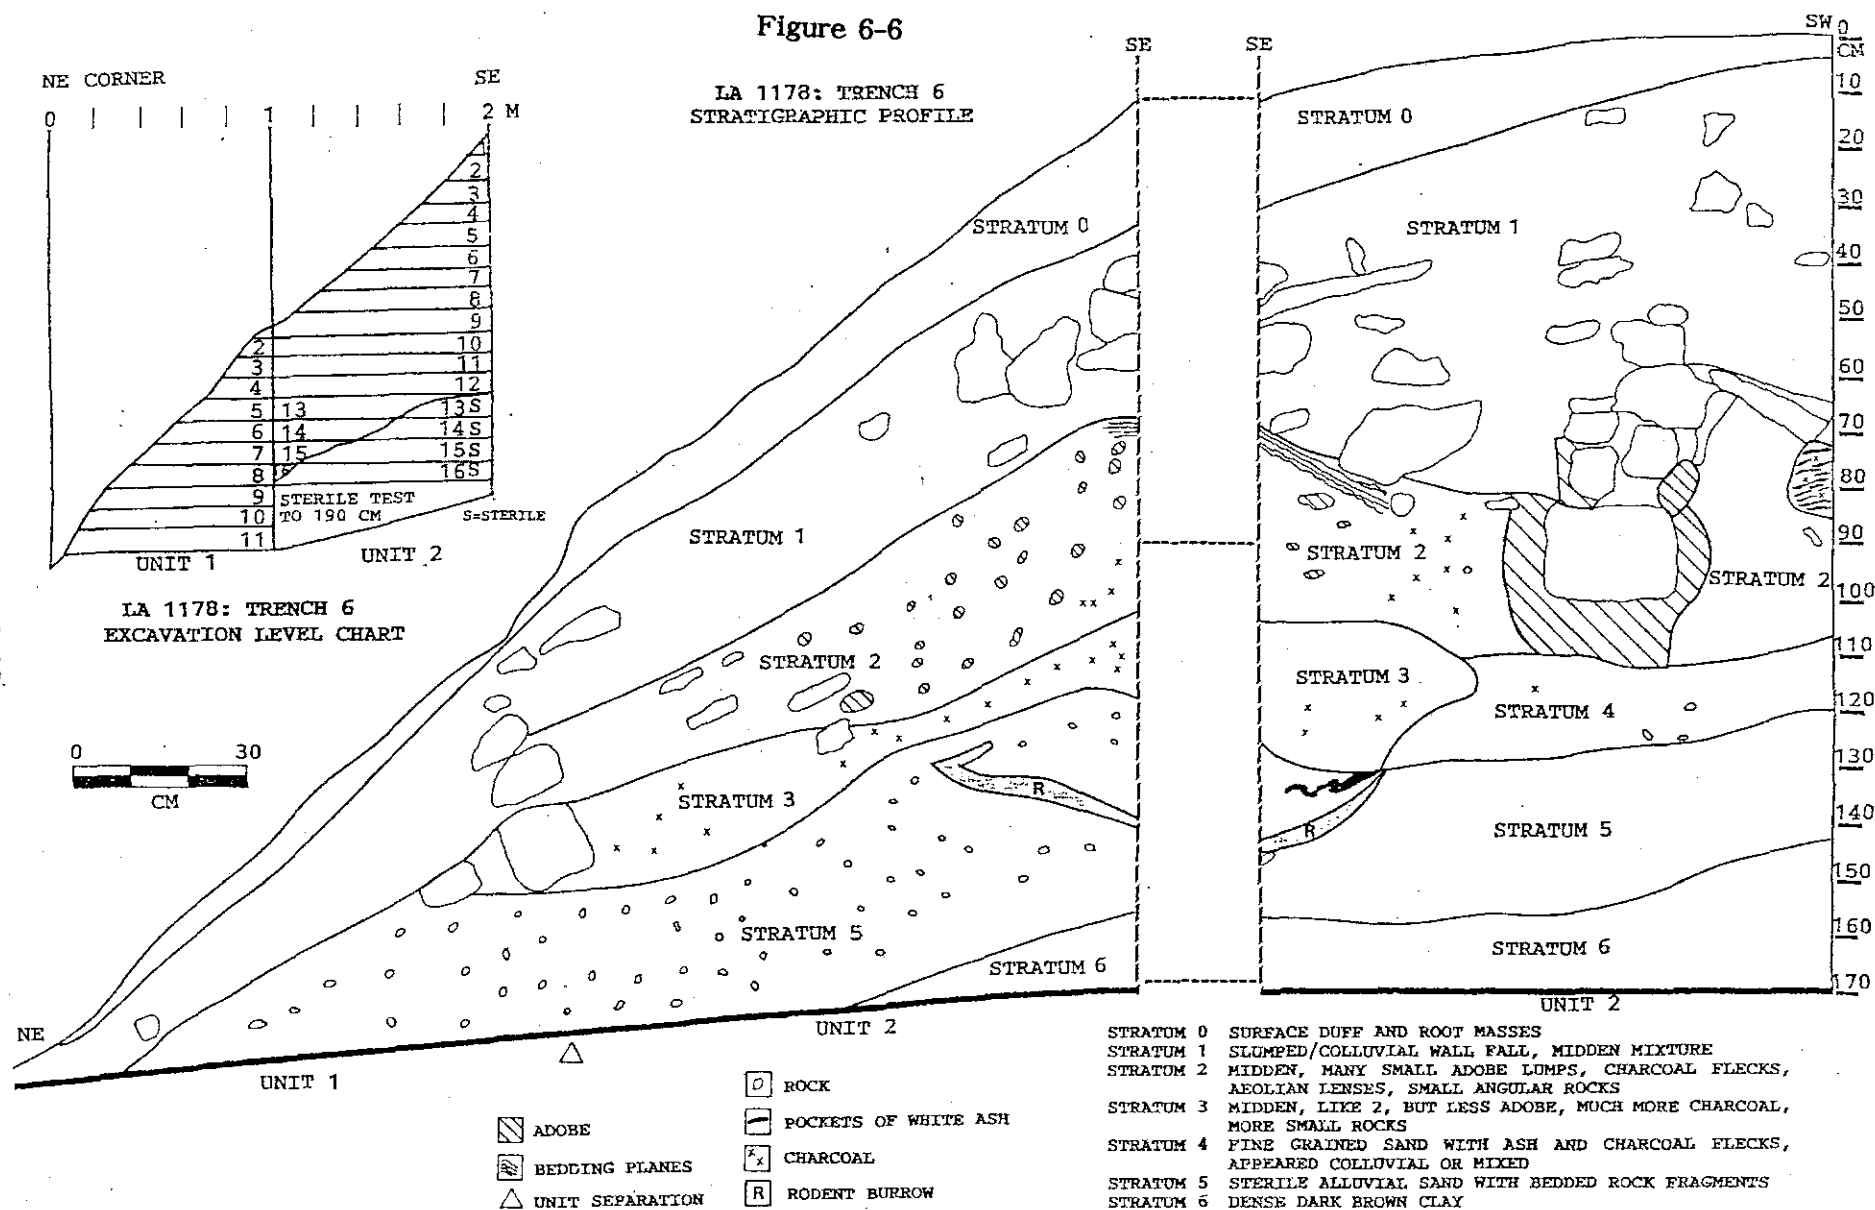 Figure 6-6
NE CORNER
SE
0
1
2 M
1
2
3
4
5
6
7
8
9
2
10
3
11
4
12
5
13
13S
6
14
14S
7
15
15S
8
16S
9
STERILE TEST
10
TO 190 CM
S=STERILE
11
UNIT 1
UNIT 2
LA 1178: TRENCH 6
EXCAVATION LEVEL CHART
LA 1178: TRENCH 6
STRATIGRAPHIC PROFILE
SE
SE
SW
0
CM
10
20
30
40
50
60
70
80
90
100
110
120
130
140
150
160
170
STRATUM 0
STRATUM 1
STRATUM 2
STRATUM 3
R
STRATUM 5
STRATUM 6
NE
UNIT 1
UNIT 2
STRATUM 0
STRATUM 1
STRATUM 2
STRATUM 2
STRATUM 3
STRATUM 4
R
STRATUM 5
STRATUM 6
UNIT 2
0
30
CM
ADOBE
BEDDING PLANES
UNIT SEPARATION
ROCK
POCKETS OF WHITE ASH
CHARCOAL
R RODENT BURROW
STRATUM 0 SURFACE DUFF AND ROOT MASSES
STRATUM 1 SLUMPED/COLLUVIAL WALL FALL, MIDDEN MIXTURE
STRATUM 2 MIDDEN, MANY SMALL ADOBE LUMPS, CHARCOAL FLECKS,
AEOLIAN LENSES, SMALL ANGULAR ROCKS
STRATUM 3 MIDDEN, LIKE 2, BUT LESS ADOBE, MUCH MORE CHARCOAL,
MORE SMALL ROCKS
STRATUM 4 FINE GRAINED SAND WITH ASH AND CHARCOAL FLECKS,
APPEARED COLLUVIAL OR MIXED
STRATUM 5 STERILE ALLUVIAL SAND WITH BEDDED ROCK FRAGMENTS
STRATUM 6 DENSE DARK BROWN CLAY